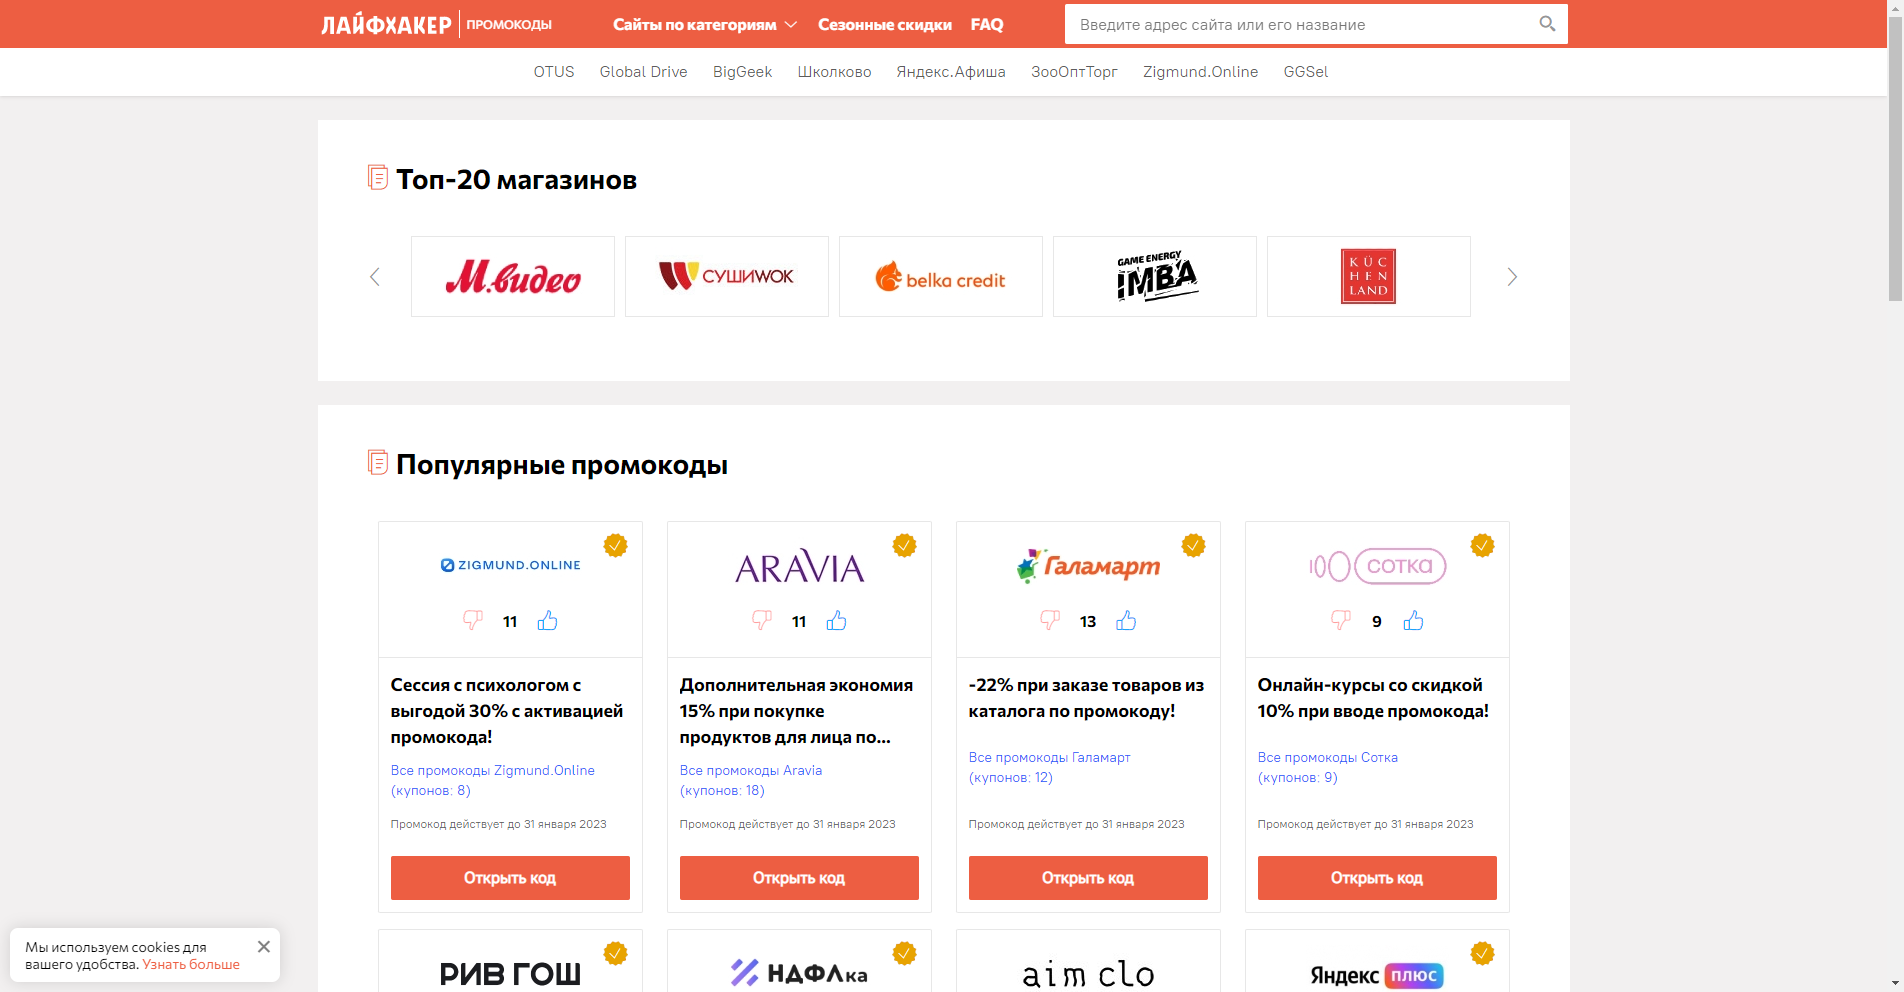 ЛАЙФХАКЕР ПРОМОКОДЫ Сайты по категориям Сезонные скидки FAQ Введите адрес сайта или его название
OTUS Global Drive BigGeek Школково Яндекс.Афиша ЗооОптТорг Zigmund.Online GGSel
Топ-20 магазинов
М.видео СУШИWOK belka credit GAME ENERGY IMBA KÜCHENLAND
Популярные промокоды
ZIGMUND.ONLINE
11
Сессия с психологом с
выгодой 30% с активацией
промокода!
Все промокоды Zigmund.Online
(купонов: 8)
Промокод действует до 31 января 2023
Открыть код
ARAVIA
11
Дополнительная экономия
15% при покупке
продуктов для лица по...
Все промокоды Aravia
(купонов: 18)
Промокод действует до 31 января 2023
Открыть код
Галамарт
13
-22% при заказе товаров из
каталога по промокоду!
Все промокоды Галамарт
(купонов: 12)
Промокод действует до 31 января 2023
Открыть код
100 СОТКА
9
Онлайн-курсы со скидкой
10% при вводе промокода!
Все промокоды Сотка
(купонов: 9)
Промокод действует до 31 января 2023
Открыть код
РИВ ГОШ НДФЛка aim clo Яндекс плюс
Мы используем cookies для
вашего удобства. Узнать больше